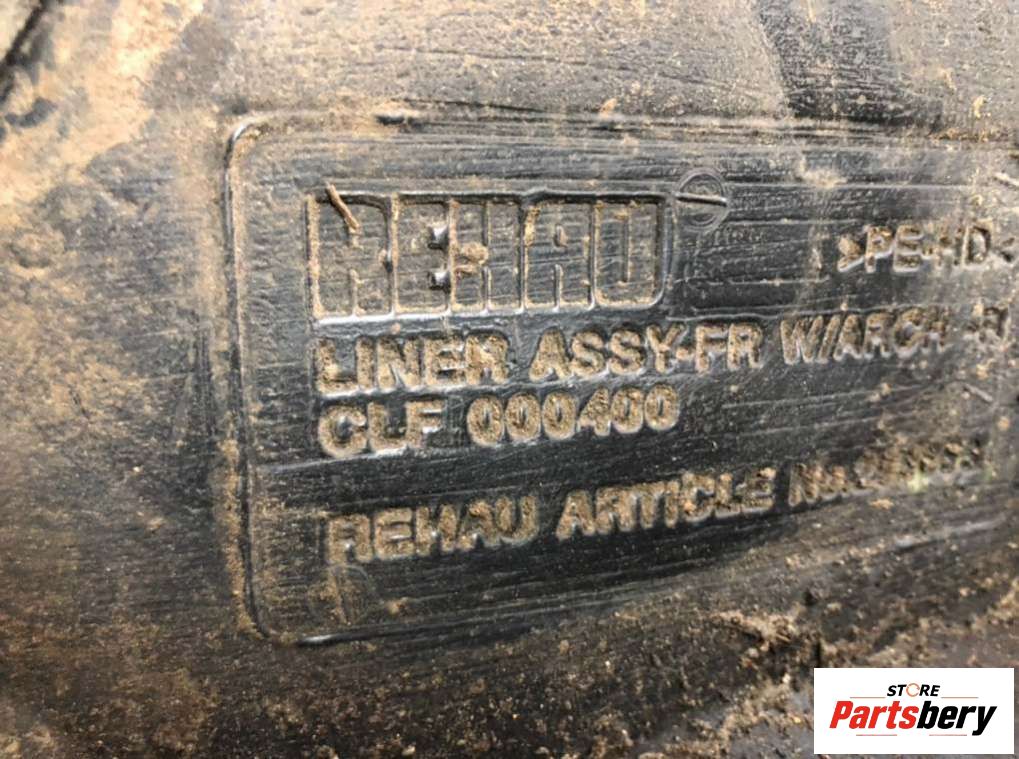 REHAU
>PE-HD<
LINER ASSY-FR W/ARCH
CLF 000400
REHAU ARTICLE No.
STORE
Partsbery